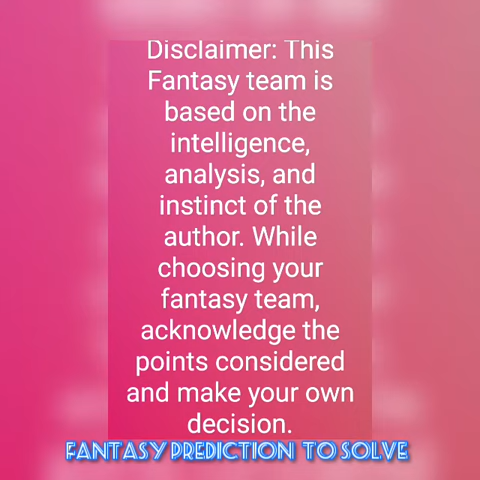 Disclaimer: This
Fantasy team is
based on the
intelligence,
analysis, and
instinct of the
author. While
choosing your
fantasy team,
acknowledge the
points considered
and make your own
decision.
FANTASY PREDICTION TO SOLVE